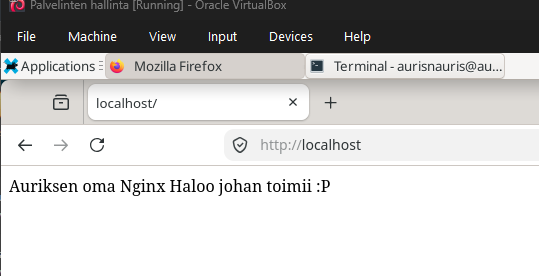 Palvelinten hallinta [Running] - Oracle VirtualBox
File Machine View Input Devices Help
Applications Mozilla Firefox Terminal - aurisnauris@au...
localhost/
http://localhost
Auriksen oma Nginx Haloo johan toimii :P